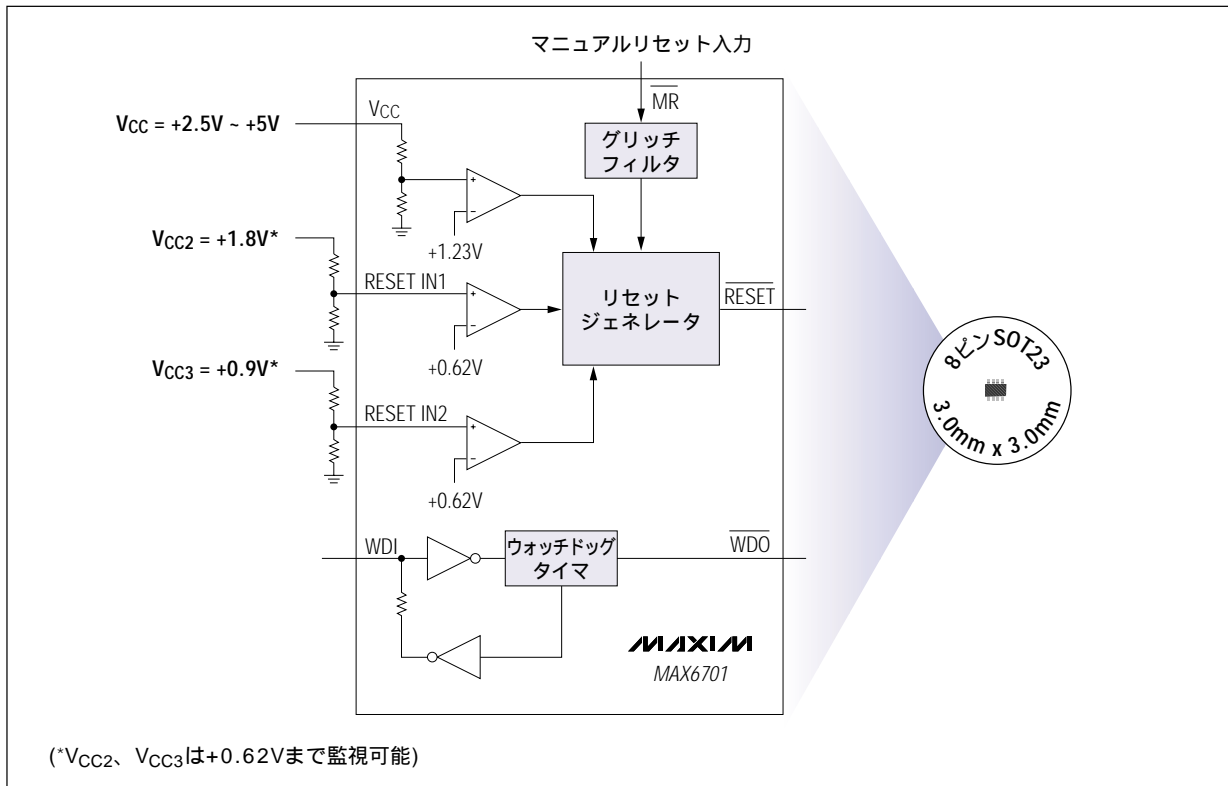 マニュアルリセット入力
MR
VCC
VCC = +2.5V ~ +5V
グリッチ
フィルタ
+
−
+1.23V
VCC2 = +1.8V*
RESET IN1
+
−
+0.62V
リセット
ジェネレータ
RESET
VCC3 = +0.9V*
RESET IN2
+
−
+0.62V
8ピンSOT23
3.0mm x 3.0mm
WDI
ウォッチドッグ
タイマ
WDO
MAXIM
MAX6701
(*VCC2、VCC3は+0.62Vまで監視可能)